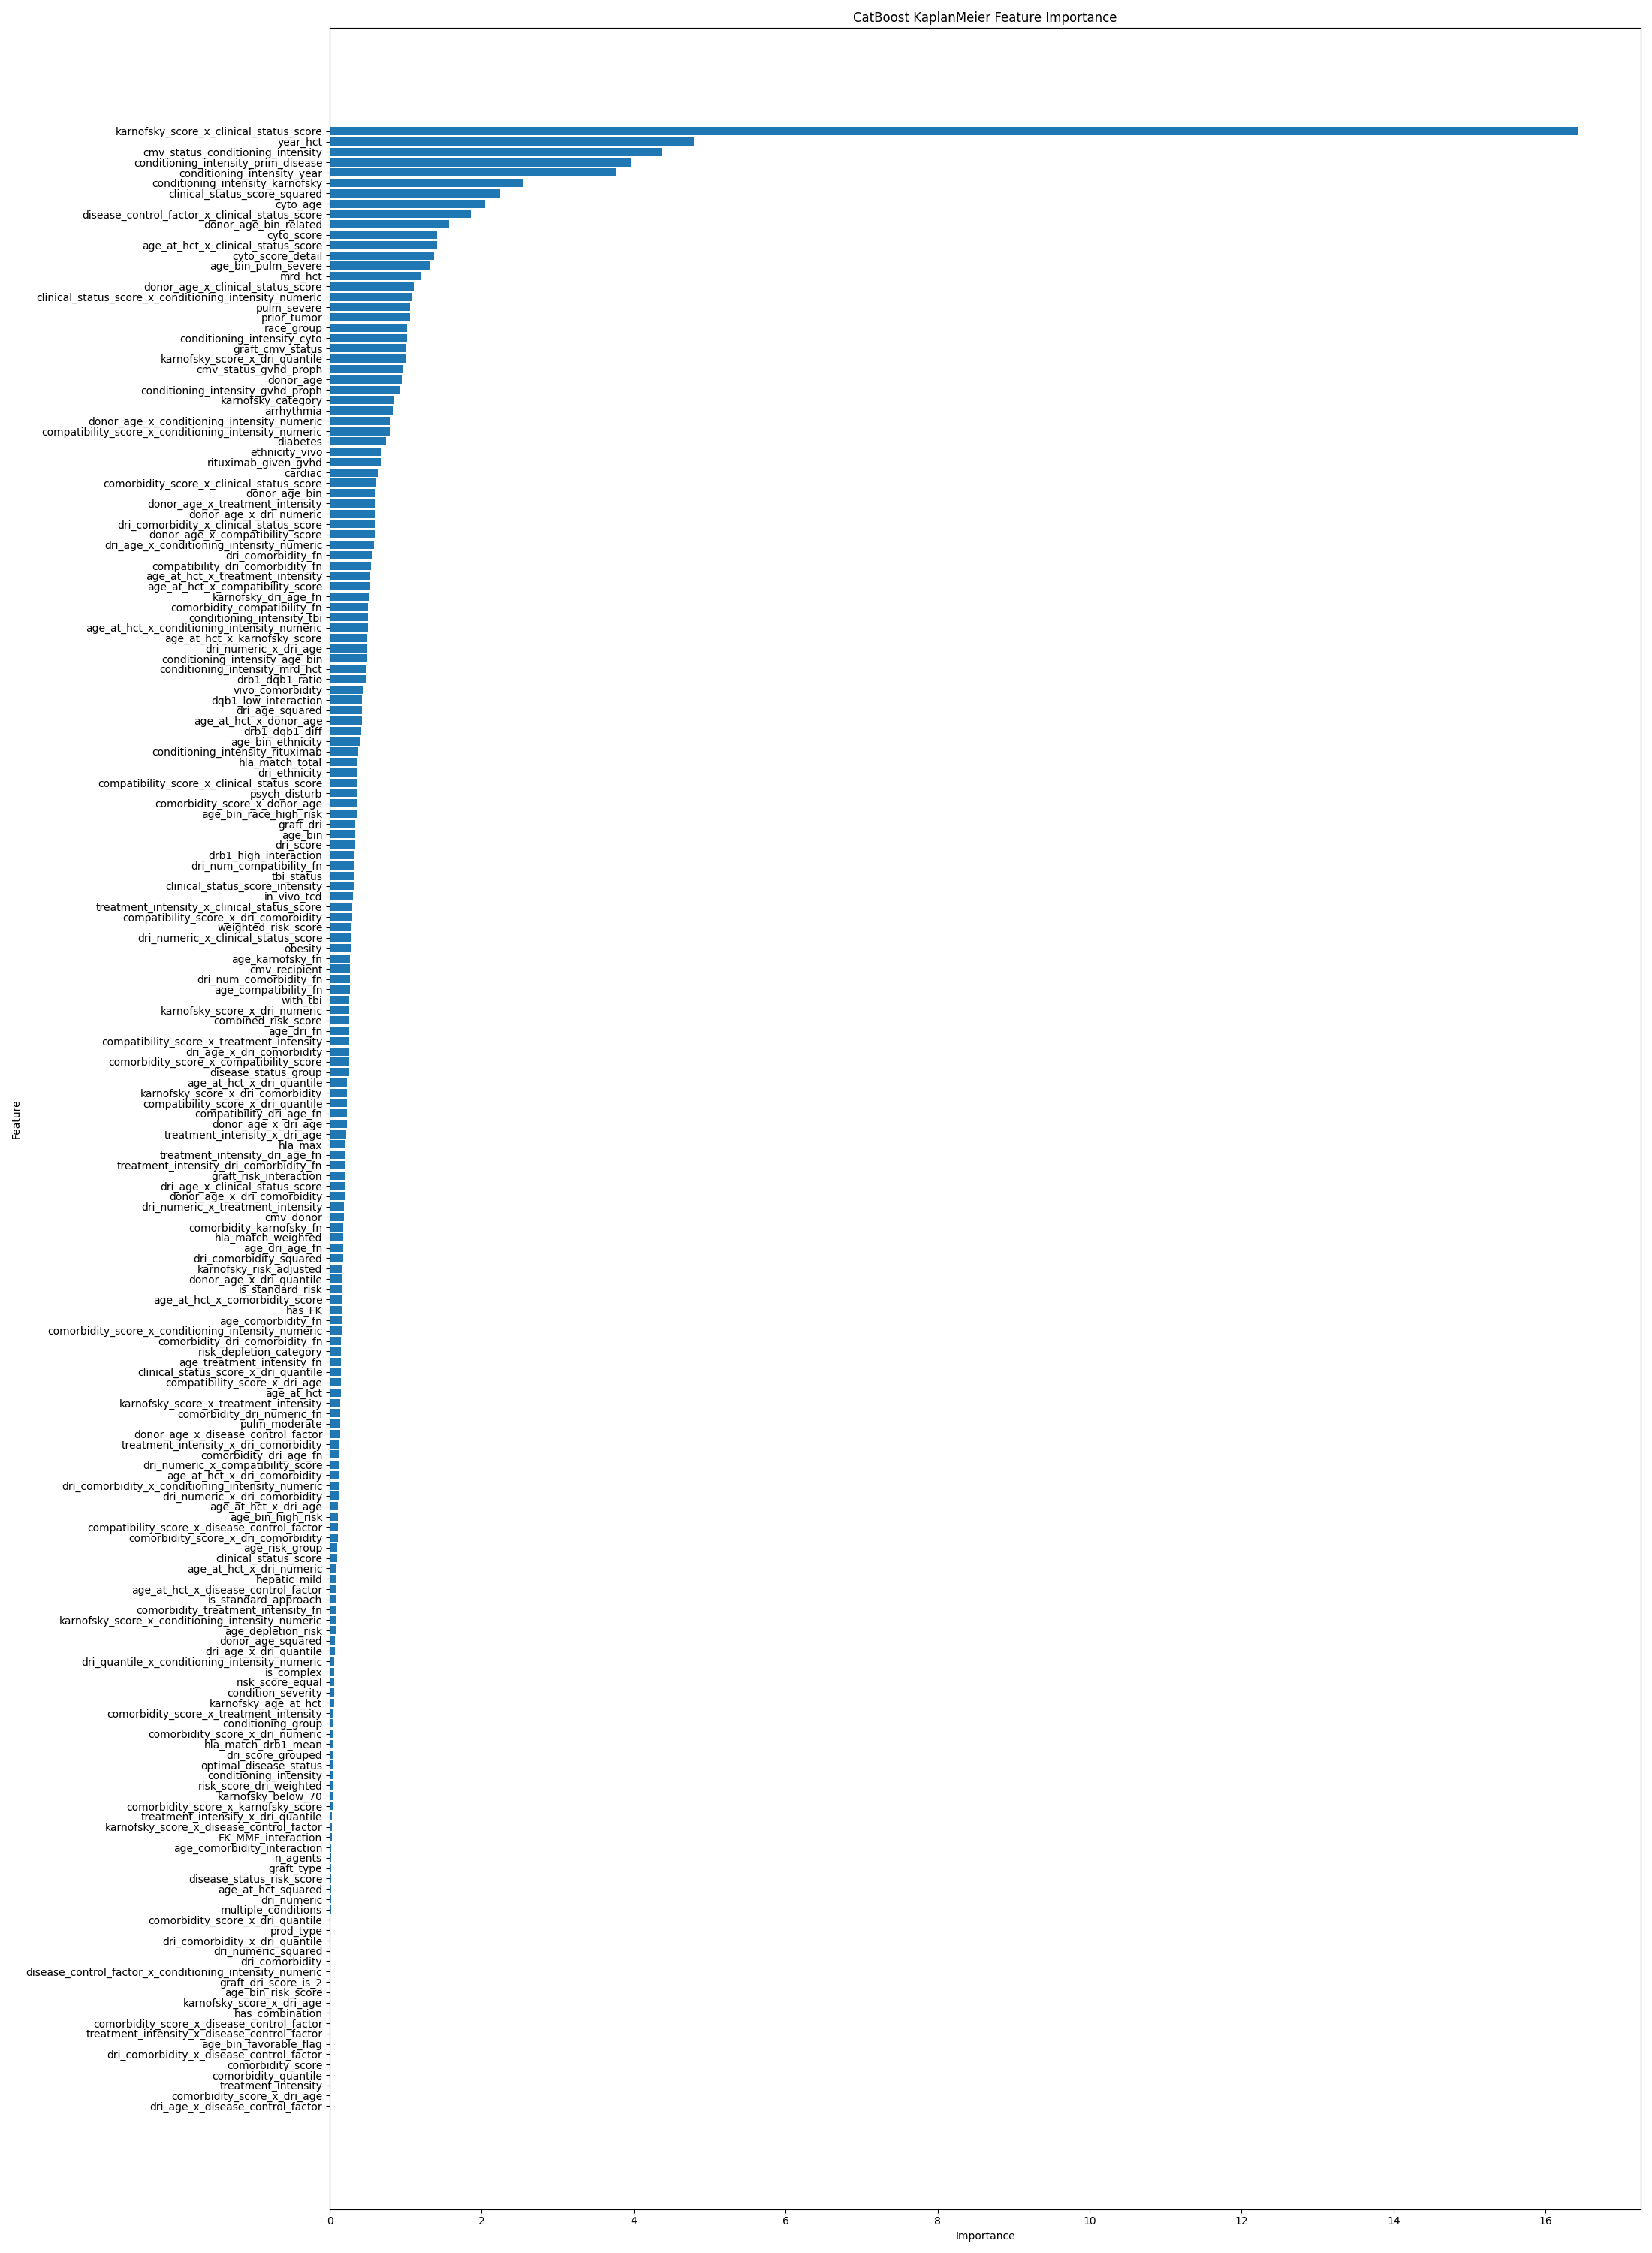 CatBoost KaplanMeier Feature Importance
karnofsky_score_x_clinical_status_score
year_hct
cmv_status_conditioning_intensity
conditioning_intensity_prim_disease
conditioning_intensity_year
conditioning_intensity_karnofsky
clinical_status_score_squared
cyto_age
disease_control_factor_x_clinical_status_score
donor_age_bin_related
cyto_score
age_at_hct_x_clinical_status_score
cyto_score_detail
age_bin_pulm_severe
mrd_hct
donor_age_x_clinical_status_score
clinical_status_score_x_conditioning_intensity_numeric
pulm_severe
prior_tumor
race_group
conditioning_intensity_cyto
graft_cmv_status
karnofsky_score_x_dri_quantile
cmv_status_gvhd_proph
donor_age
conditioning_intensity_gvhd_proph
karnofsky_category
arrhythmia
donor_age_x_conditioning_intensity_numeric
compatibility_score_x_conditioning_intensity_numeric
diabetes
ethnicity_vivo
rituximab_given_gvhd
cardiac
comorbidity_score_x_clinical_status_score
donor_age_bin
donor_age_x_treatment_intensity
donor_age_x_dri_numeric
dri_comorbidity_x_clinical_status_score
donor_age_x_compatibility_score
dri_age_x_conditioning_intensity_numeric
dri_comorbidity_fn
compatibility_dri_comorbidity_fn
age_at_hct_x_treatment_intensity
age_at_hct_x_compatibility_score
karnofsky_dri_age_fn
comorbidity_compatibility_fn
conditioning_intensity_tbi
age_at_hct_x_conditioning_intensity_numeric
age_at_hct_x_karnofsky_score
dri_numeric_x_dri_age
conditioning_intensity_age_bin
conditioning_intensity_mrd_hct
drb1_dqb1_ratio
vivo_comorbidity
dqb1_low_interaction
dri_age_squared
age_at_hct_x_donor_age
drb1_dqb1_diff
age_bin_ethnicity
conditioning_intensity_rituximab
hla_match_total
dri_ethnicity
compatibility_score_x_clinical_status_score
psych_disturb
comorbidity_score_x_donor_age
age_bin_race_high_risk
graft_dri
age_bin
dri_score
drb1_high_interaction
dri_num_compatibility_fn
tbi_status
clinical_status_score_intensity
in_vivo_tcd
treatment_intensity_x_clinical_status_score
compatibility_score_x_dri_comorbidity
weighted_risk_score
dri_numeric_x_clinical_status_score
obesity
age_karnofsky_fn
cmv_recipient
dri_num_comorbidity_fn
age_compatibility_fn
with_tbi
karnofsky_score_x_dri_numeric
combined_risk_score
age_dri_fn
compatibility_score_x_treatment_intensity
dri_age_x_dri_comorbidity
comorbidity_score_x_compatibility_score
disease_status_group
age_at_hct_x_dri_quantile
karnofsky_score_x_dri_comorbidity
compatibility_score_x_dri_quantile
compatibility_dri_age_fn
donor_age_x_dri_age
treatment_intensity_x_dri_age
hla_max
treatment_intensity_dri_age_fn
treatment_intensity_dri_comorbidity_fn
graft_risk_interaction
dri_age_x_clinical_status_score
donor_age_x_dri_comorbidity
dri_numeric_x_treatment_intensity
cmv_donor
comorbidity_karnofsky_fn
hla_match_weighted
age_dri_age_fn
dri_comorbidity_squared
karnofsky_risk_adjusted
donor_age_x_dri_quantile
is_standard_risk
age_at_hct_x_comorbidity_score
has_FK
age_comorbidity_fn
comorbidity_score_x_conditioning_intensity_numeric
comorbidity_dri_comorbidity_fn
risk_depletion_category
age_treatment_intensity_fn
clinical_status_score_x_dri_quantile
compatibility_score_x_dri_age
age_at_hct
karnofsky_score_x_treatment_intensity
comorbidity_dri_numeric_fn
pulm_moderate
donor_age_x_disease_control_factor
treatment_intensity_x_dri_comorbidity
comorbidity_dri_age_fn
dri_numeric_x_compatibility_score
age_at_hct_x_dri_comorbidity
dri_comorbidity_x_conditioning_intensity_numeric
dri_numeric_x_dri_comorbidity
age_at_hct_x_dri_age
age_bin_high_risk
compatibility_score_x_disease_control_factor
comorbidity_score_x_dri_comorbidity
age_risk_group
clinical_status_score
age_at_hct_x_dri_numeric
hepatic_mild
age_at_hct_x_disease_control_factor
is_standard_approach
comorbidity_treatment_intensity_fn
karnofsky_score_x_conditioning_intensity_numeric
age_depletion_risk
donor_age_squared
dri_age_x_dri_quantile
dri_quantile_x_conditioning_intensity_numeric
is_complex
risk_score_equal
condition_severity
karnofsky_age_at_hct
comorbidity_score_x_treatment_intensity
conditioning_group
comorbidity_score_x_dri_numeric
hla_match_drb1_mean
dri_score_grouped
optimal_disease_status
conditioning_intensity
risk_score_dri_weighted
karnofsky_below_70
comorbidity_score_x_karnofsky_score
treatment_intensity_x_dri_quantile
karnofsky_score_x_disease_control_factor
FK_MMF_interaction
age_comorbidity_interaction
n_agents
graft_type
disease_status_risk_score
age_at_hct_squared
dri_numeric
multiple_conditions
comorbidity_score_x_dri_quantile
prod_type
dri_comorbidity_x_dri_quantile
dri_numeric_squared
dri_comorbidity
disease_control_factor_x_conditioning_intensity_numeric
graft_dri_score_is_2
age_bin_risk_score
karnofsky_score_x_dri_age
has_combination
comorbidity_score_x_disease_control_factor
treatment_intensity_x_disease_control_factor
age_bin_favorable_flag
dri_comorbidity_x_disease_control_factor
comorbidity_score
comorbidity_quantile
treatment_intensity
comorbidity_score_x_dri_age
dri_age_x_disease_control_factor
Feature
0 2 4 6 8 10 12 14 16
Importance